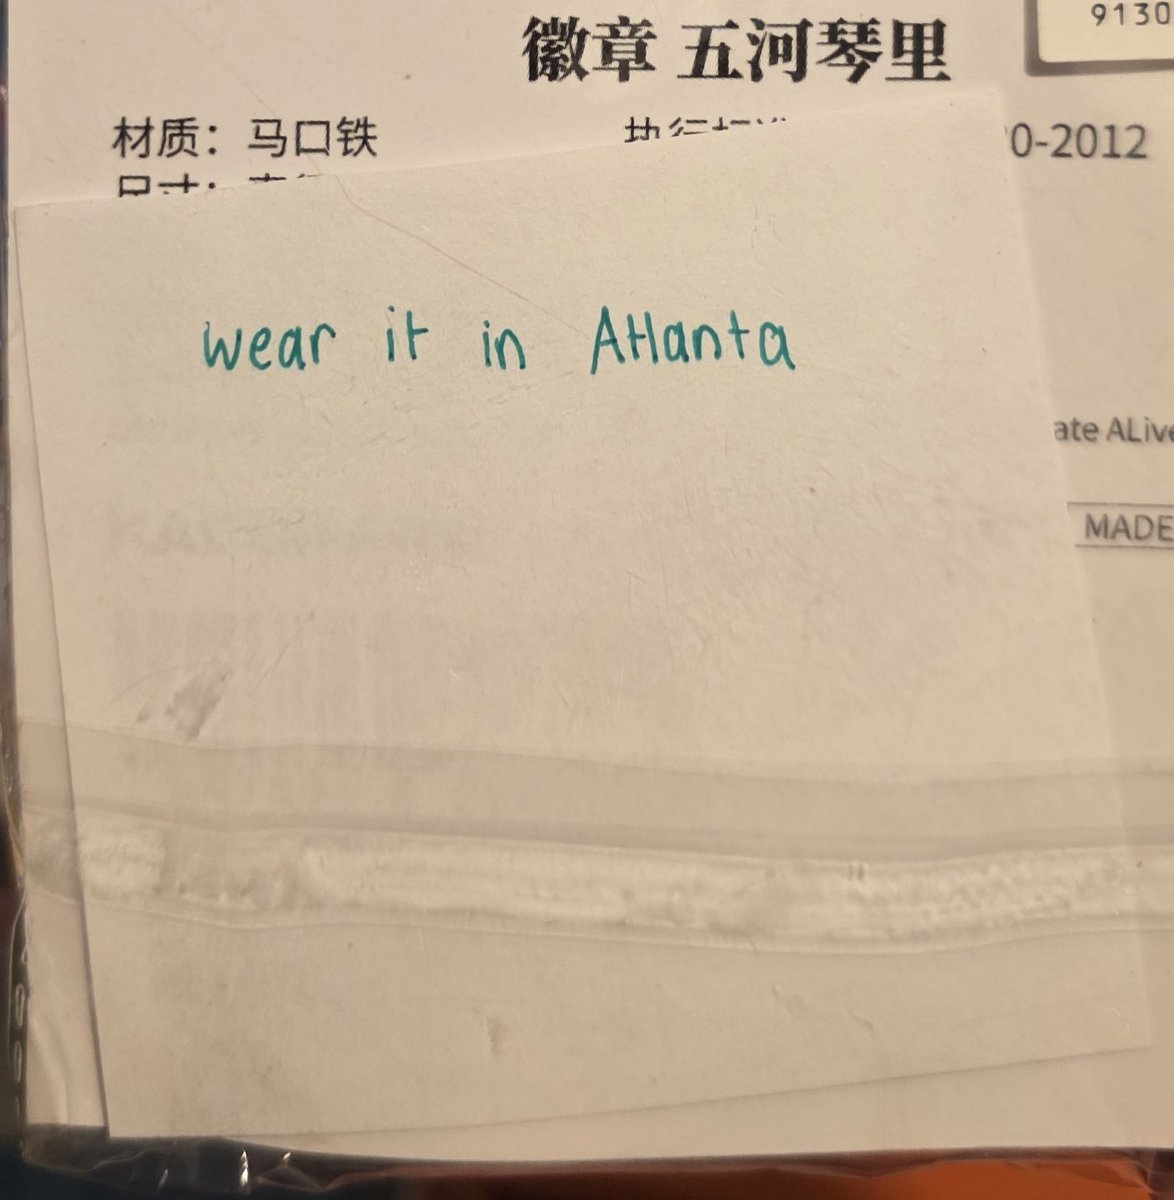 9130
徽章 五河琴里
材质：马口铁
0-2012
wear it in Atlanta
ate ALive
MADE